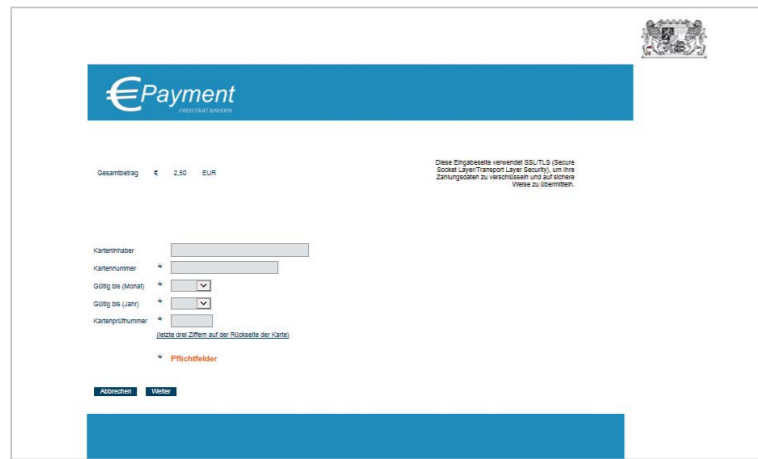 €Payment
FREISTAAT BAYERN
Gesamtbetrag € 2,50 EUR
Diese Eingabeseite verwendet SSL/TLS (Secure
Socket Layer/Transport Layer Security), um Ihre
Zahlungsdaten zu verschlüsseln und auf sichere
Weise zu übermitteln.
Karteninhaber
Kartennummer *
Gültig bis (Monat) *
Gültig bis (Jahr) *
Kartenprüfnummer *
(letzte drei Ziffern auf der Rückseite der Karte)
* Pflichtfelder
Abbrechen Weiter